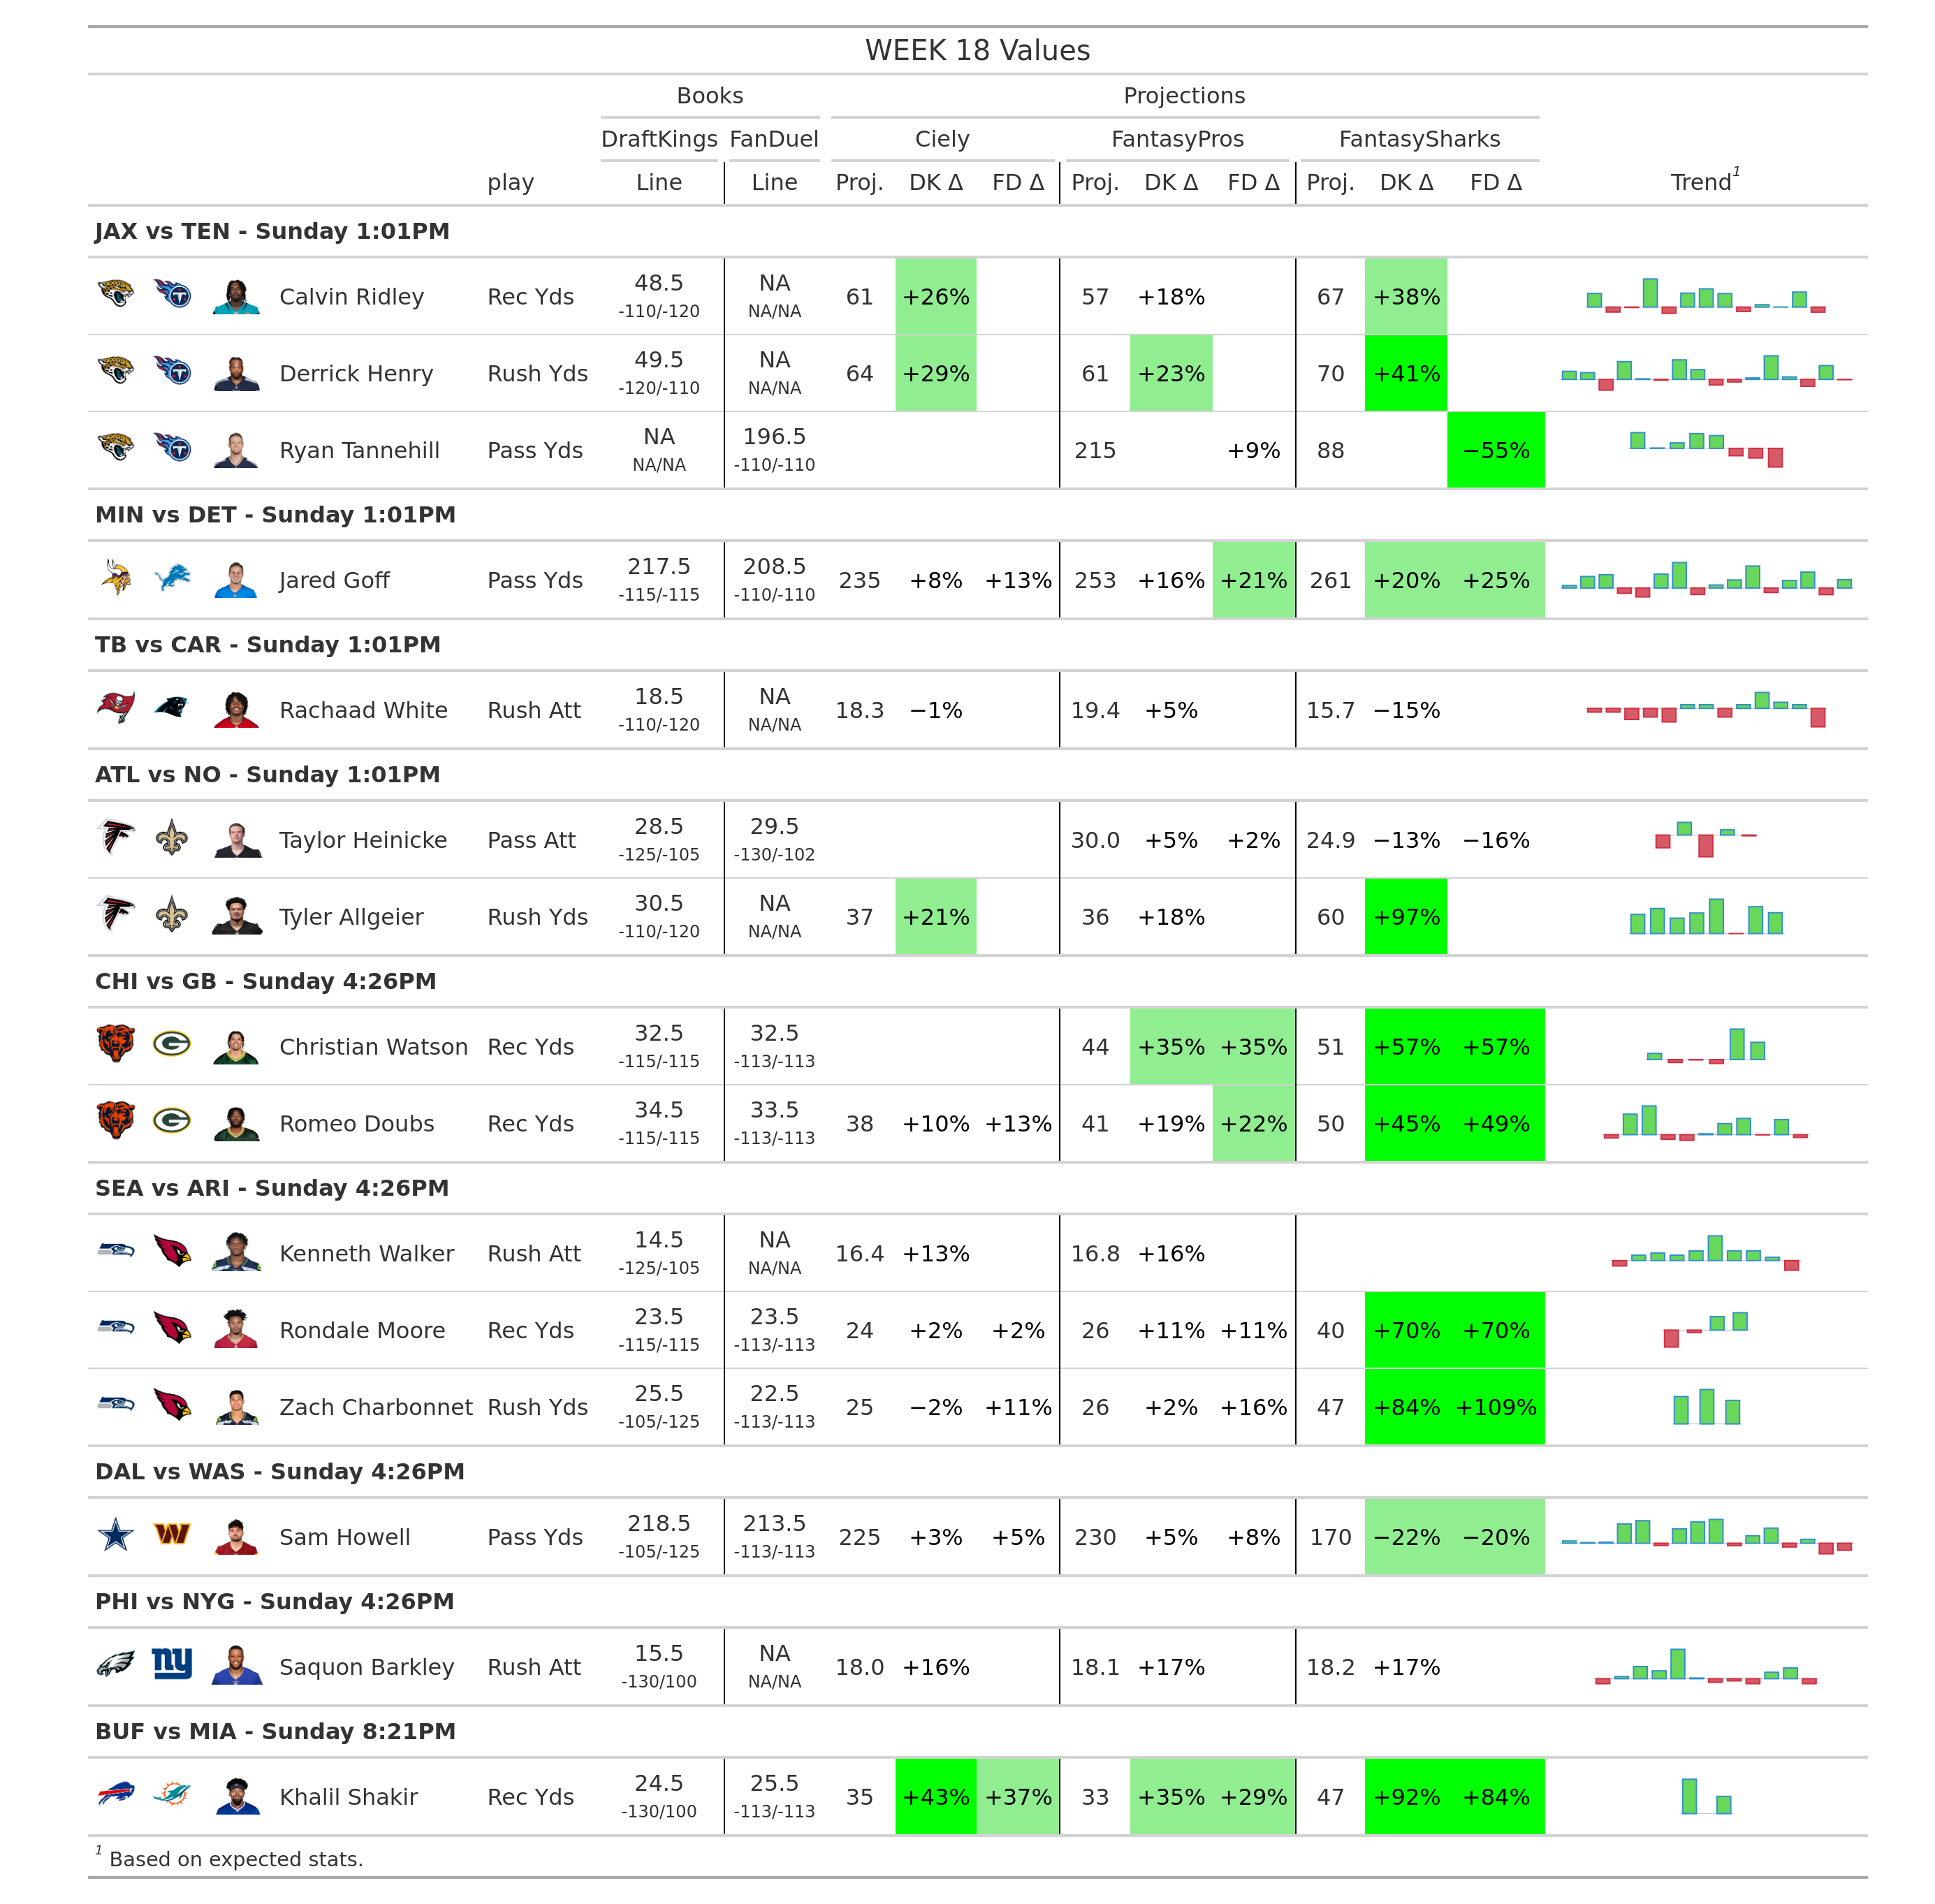 WEEK 18 Values
Books Projections
DraftKings FanDuel Ciely FantasyPros FantasySharks
play Line Line Proj. DK Δ FD Δ Proj. DK Δ FD Δ Proj. DK Δ FD Δ Trend1
JAX vs TEN - Sunday 1:01PM
Calvin Ridley Rec Yds 48.5 NA 61 +26% 57 +18% 67 +38%
-110/-120 NA/NA
Derrick Henry Rush Yds 49.5 NA 64 +29% 61 +23% 70 +41%
-120/-110 NA/NA
Ryan Tannehill Pass Yds NA 196.5 215 +9% 88 −55%
NA/NA -110/-110
MIN vs DET - Sunday 1:01PM
Jared Goff Pass Yds 217.5 208.5 235 +8% +13% 253 +16% +21% 261 +20% +25%
-115/-115 -110/-110
TB vs CAR - Sunday 1:01PM
Rachaad White Rush Att 18.5 NA 18.3 −1% 19.4 +5% 15.7 −15%
-110/-120 NA/NA
ATL vs NO - Sunday 1:01PM
Taylor Heinicke Pass Att 28.5 29.5 30.0 +5% +2% 24.9 −13% −16%
-125/-105 -130/-102
Tyler Allgeier Rush Yds 30.5 NA 37 +21% 36 +18% 60 +97%
-110/-120 NA/NA
CHI vs GB - Sunday 4:26PM
Christian Watson Rec Yds 32.5 32.5 44 +35% +35% 51 +57% +57%
-115/-115 -113/-113
Romeo Doubs Rec Yds 34.5 33.5 38 +10% +13% 41 +19% +22% 50 +45% +49%
-115/-115 -113/-113
SEA vs ARI - Sunday 4:26PM
Kenneth Walker Rush Att 14.5 NA 16.4 +13% 16.8 +16%
-125/-105 NA/NA
Rondale Moore Rec Yds 23.5 23.5 24 +2% +2% 26 +11% +11% 40 +70% +70%
-115/-115 -113/-113
Zach Charbonnet Rush Yds 25.5 22.5 25 −2% +11% 26 +2% +16% 47 +84% +109%
-105/-125 -113/-113
DAL vs WAS - Sunday 4:26PM
Sam Howell Pass Yds 218.5 213.5 225 +3% +5% 230 +5% +8% 170 −22% −20%
-105/-125 -113/-113
PHI vs NYG - Sunday 4:26PM
ny Saquon Barkley Rush Att 15.5 NA 18.0 +16% 18.1 +17% 18.2 +17%
-130/100 NA/NA
BUF vs MIA - Sunday 8:21PM
Khalil Shakir Rec Yds 24.5 25.5 35 +43% +37% 33 +35% +29% 47 +92% +84%
-130/100 -113/-113
1 Based on expected stats.